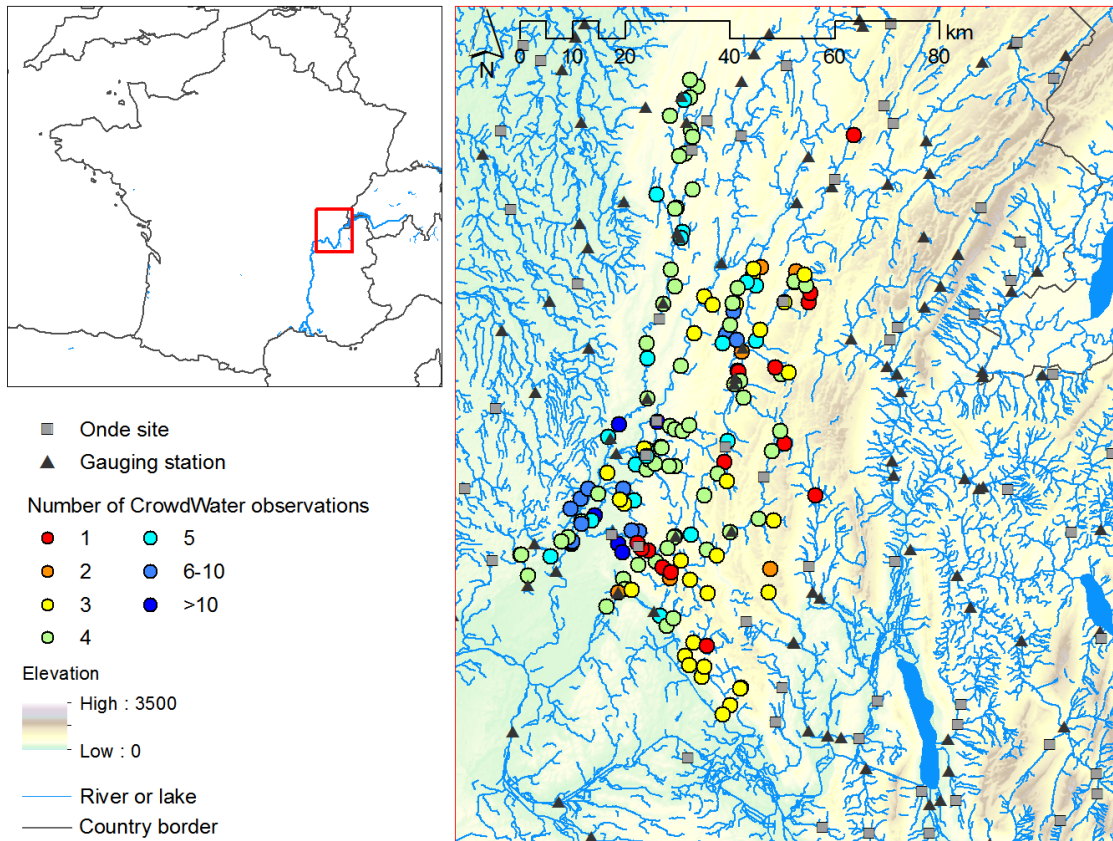 N
0 10 20 40 60 80
km
Onde site
Gauging station
Number of CrowdWater observations
1 5
2 6-10
3 >10
4
Elevation
High : 3500
Low : 0
River or lake
Country border